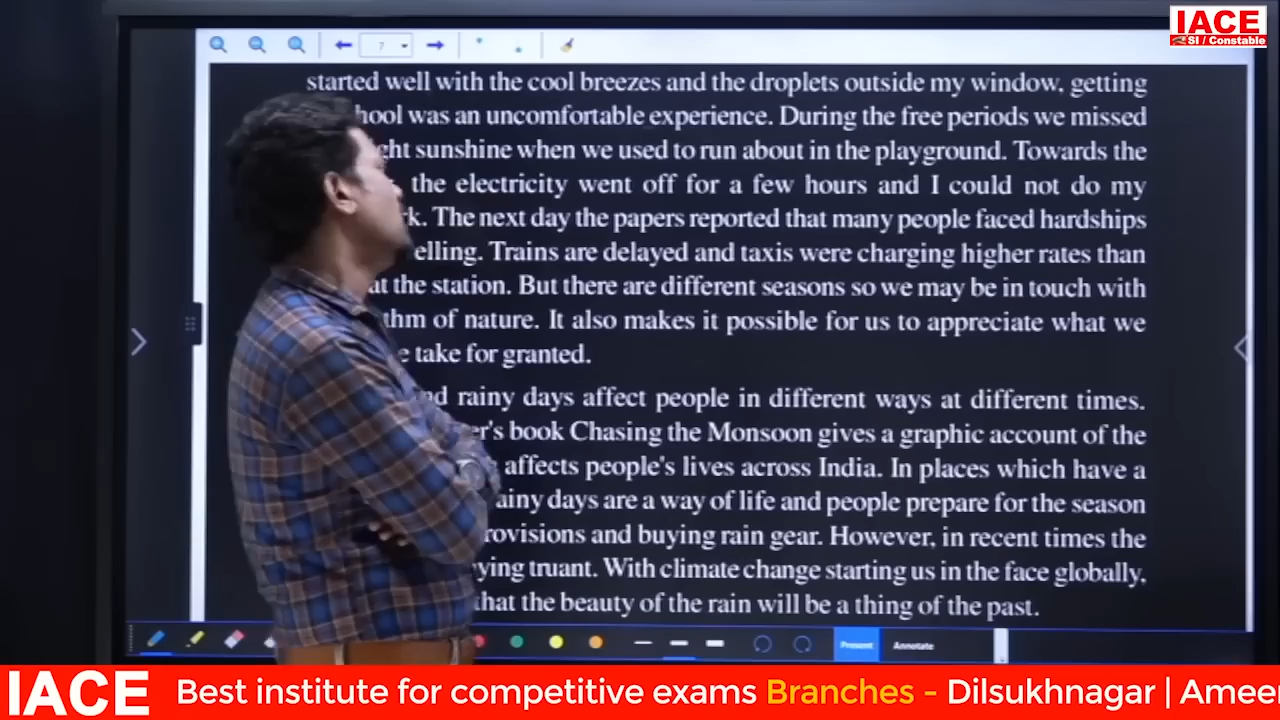 IACE
SI / Constable
7
started well with the cool breezes and the droplets outside my window, getting
hool was an uncomfortable experience. During the free periods we missed
ght sunshine when we used to run about in the playground. Towards the
the electricity went off for a few hours and I could not do my
rk. The next day the papers reported that many people faced hardships
elling. Trains are delayed and taxis were charging higher rates than
at the station. But there are different seasons so we may be in touch with
thm of nature. It also makes it possible for us to appreciate what we
e take for granted.
nd rainy days affect people in different ways at different times.
er's book Chasing the Monsoon gives a graphic account of the
affects people's lives across India. In places which have a
ainy days are a way of life and people prepare for the season
rovisions and buying rain gear. However, in recent times the
ying truant. With climate change starting us in the face globally,
that the beauty of the rain will be a thing of the past.
Present Annotate
IACE Best institute for competitive exams Branches - Dilsukhnagar | Amee